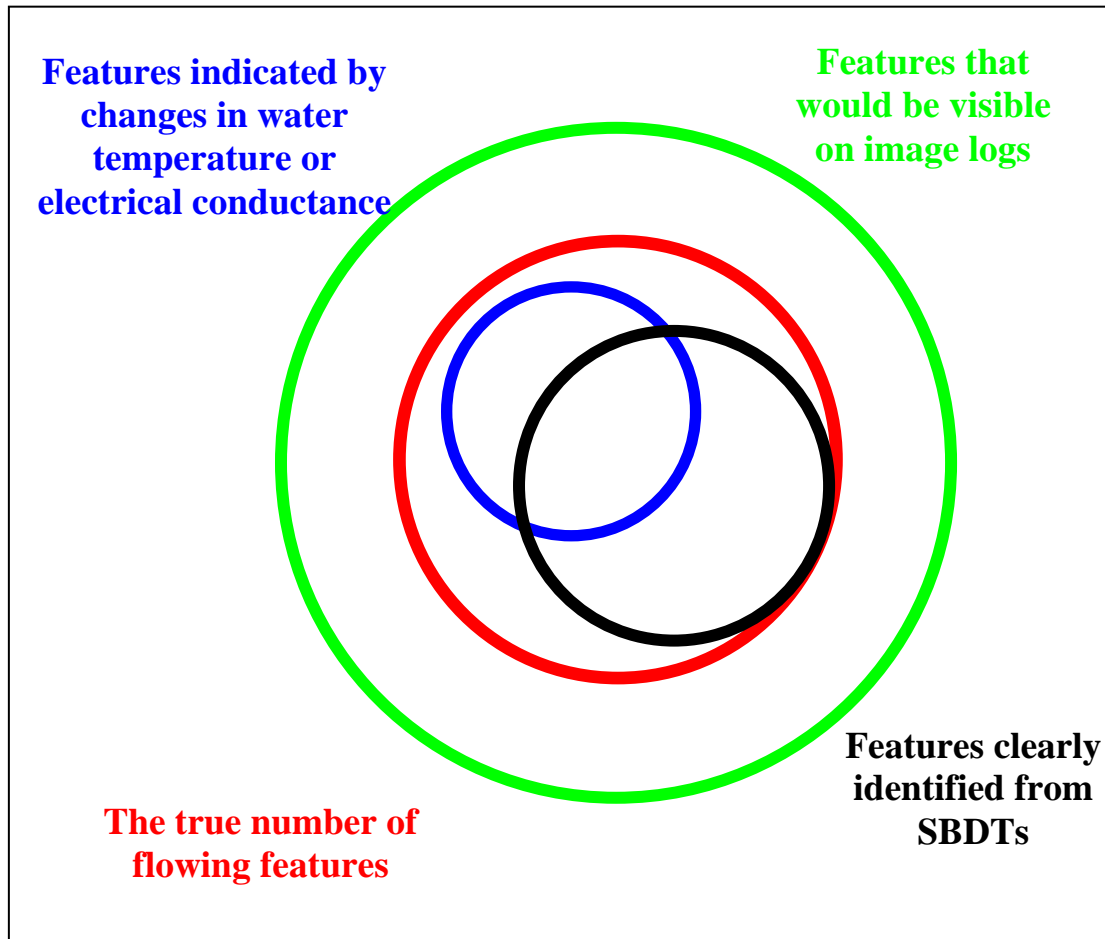 Features indicated by
changes in water
temperature or
electrical conductance
Features that
would be visible
on image logs
The true number of
flowing features
Features clearly
identified from
SBDTs